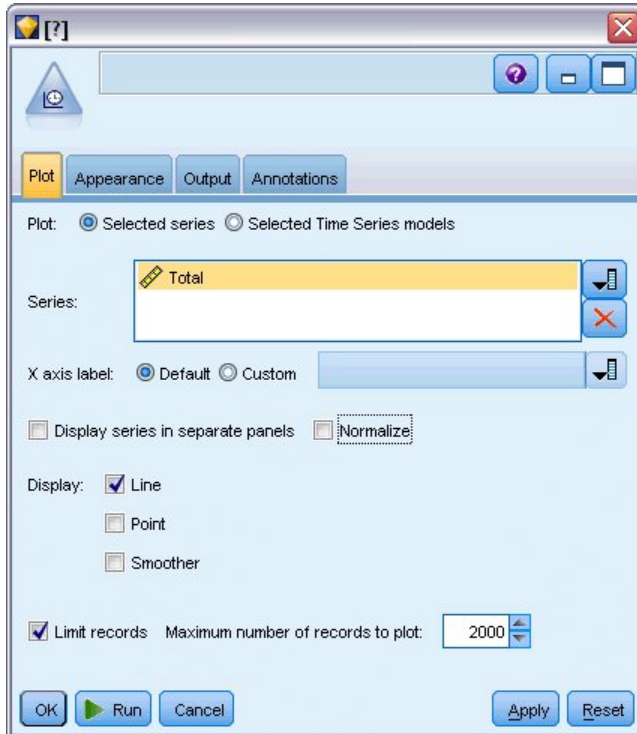 [?]
Plot Appearance Output Annotations
Plot: Selected series Selected Time Series models
Series: Total
X axis label: Default Custom
Display series in separate panels Normalize
Display: Line
Point
Smoother
Limit records Maximum number of records to plot: 2000
OK Run Cancel Apply Reset